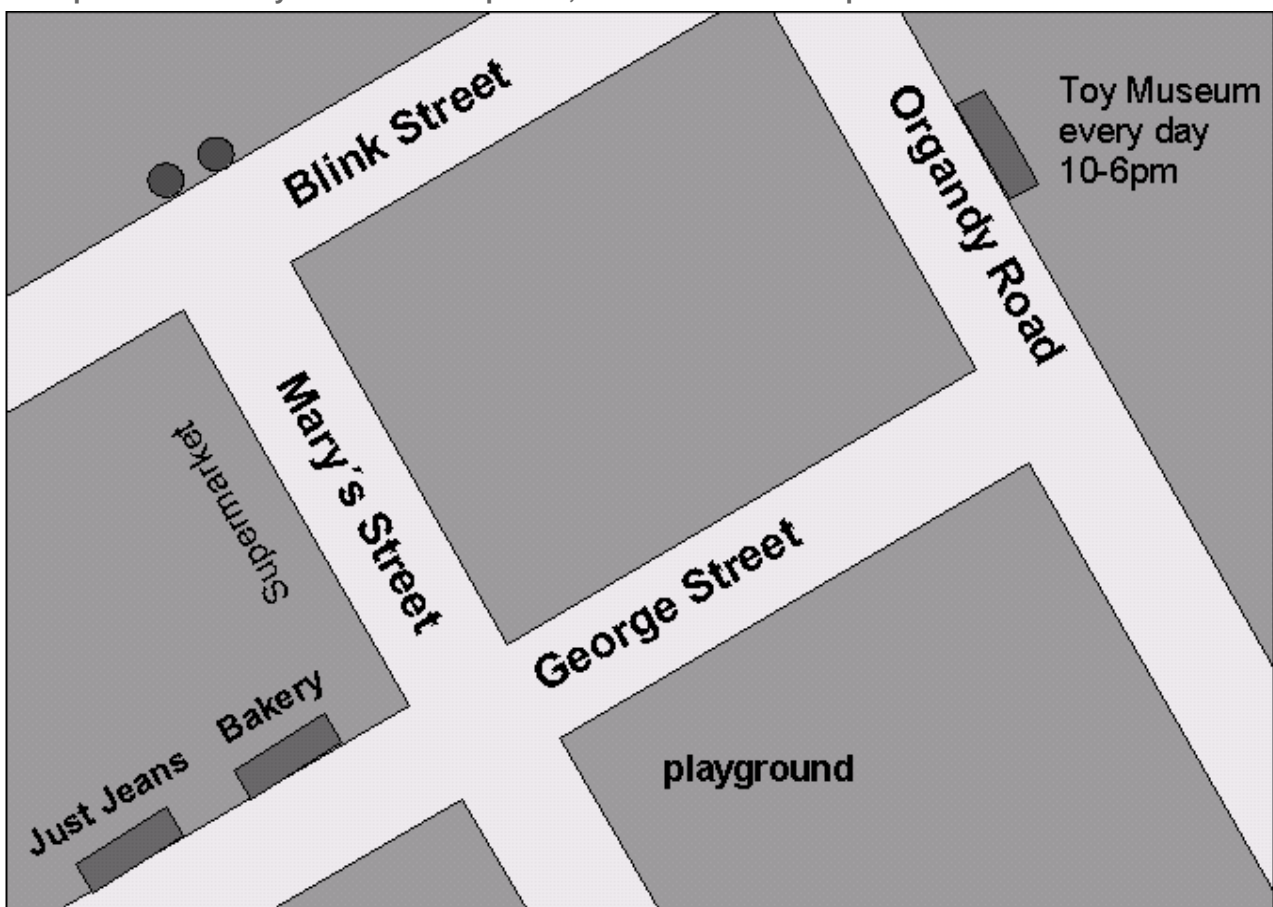 Blink Street
Organdy Road
Toy Museum
every day
10-6pm
Mary´s Street
Supermarket
George Street
Bakery
Just Jeans
playground